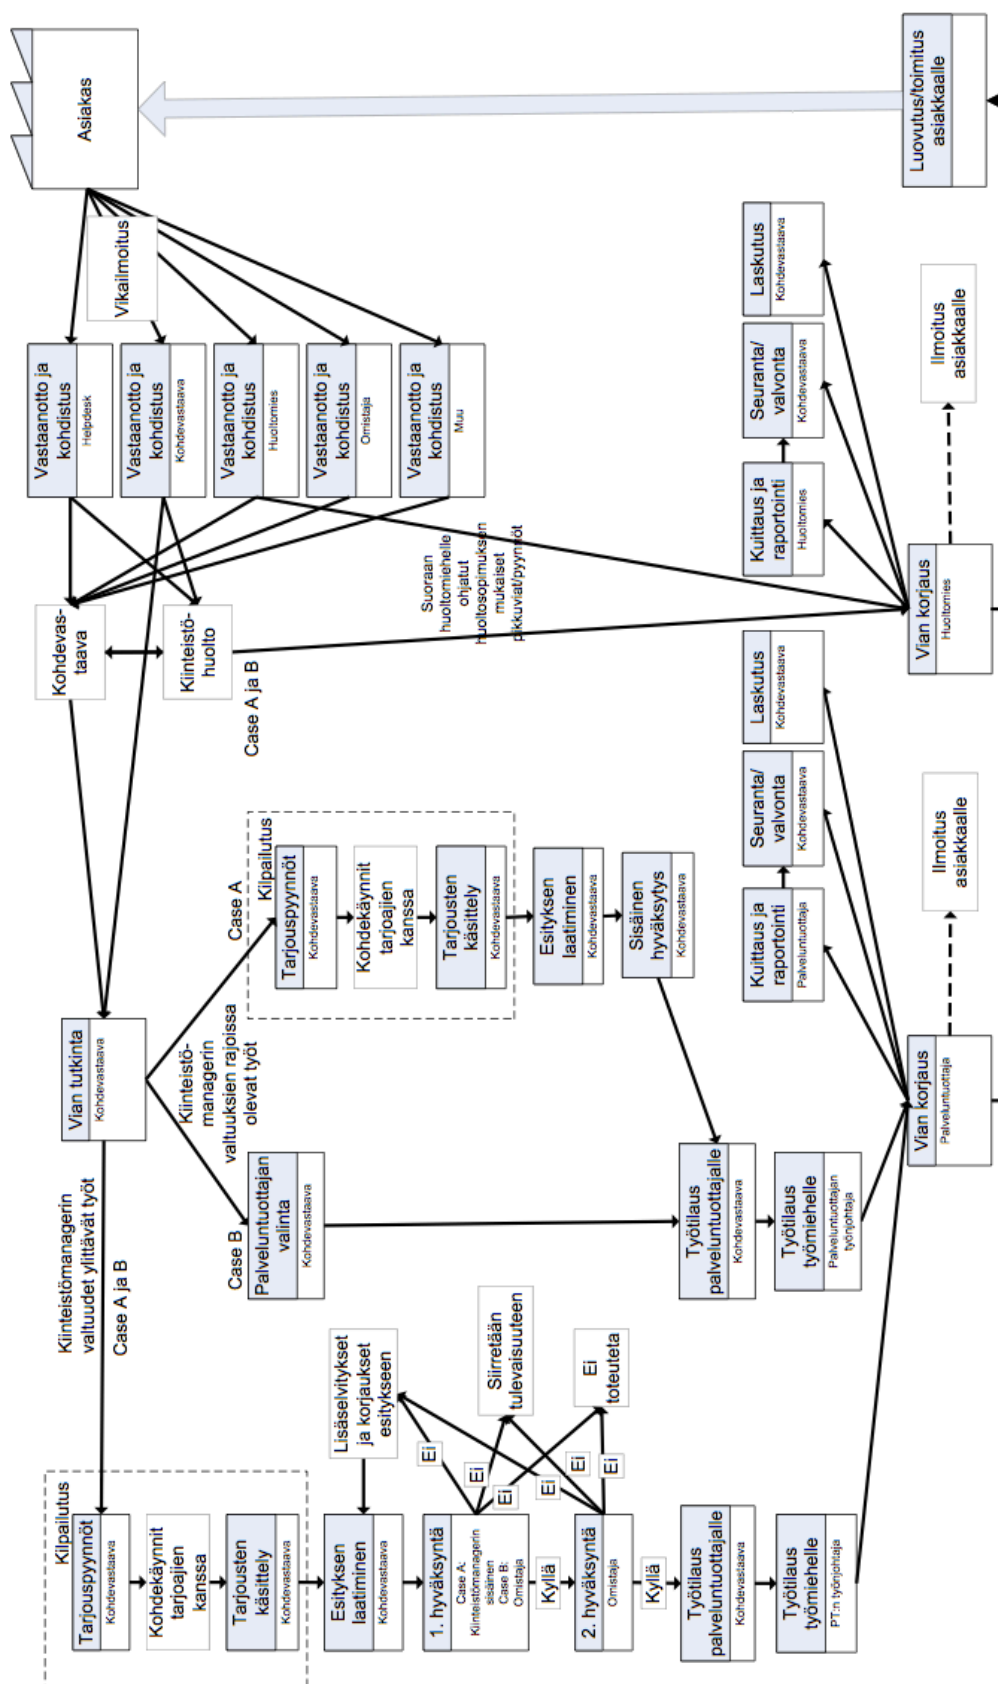 Asiakas
Vikailmoitus
Vastaanotto ja
kohdistus
Helpdesk
Vastaanotto ja
kohdistus
Kohdevastaava
Vastaanotto ja
kohdistus
Huoltomies
Vastaanotto ja
kohdistus
Omistaja
Vastaanotto ja
kohdistus
Muu
Kohdevas-
taava
Kiinteistö-
huolto
Case A ja B
Suoraan
huoltomiehelle
ohjatut
huoltosopimuksen
mukaiset
pikkuviat/pyynnöt
Vian tutkinta
Kohdevastaava
Kiinteistömanagerin
valtuudet ylittävät työt
Case A ja B
Kiinteistö-
managerin
valtuuksien rajoissa
olevat työt
Case A
Kilpailutus
Tarjouspyynnöt
Kohdevastaava
Kohdekäynnit
tarjoajien
kanssa
Tarjousten
käsittely
Kohdevastaava
Esityksen
laatiminen
Kohdevastaava
Sisäinen
hyväksytys
Kohdevastaava
Case B
Palveluntuottajan
valinta
Kohdevastaava
Työtilaus
palveluntuottajalle
Kohdevastaava
Työtilaus
työmiehelle
Palveluntuottajan
työnjohtaja
Kilpailutus
Tarjouspyynnöt
Kohdevastaava
Kohdekäynnit
tarjoajien
kanssa
Tarjousten
käsittely
Kohdevastaava
Esityksen
laatiminen
Kohdevastaava
Lisäselvitykset
ja korjaukset
esitykseen
Siirretään
tulevaisuuteen
Ei
toteuteta
Ei
Ei
Ei
Ei
Ei
Ei
1. hyväksyntä
Case A:
Kiinteistömanagerin
sisäinen
Case B:
Omistaja
Kyllä
2. hyväksyntä
Omistaja
Kyllä
Työtilaus
palveluntuottajalle
Kohdevastaava
Työtilaus
työmiehelle
PT:n työnjohtaja
Vian korjaus
Palveluntuottaja
Kuittaus ja
raportointi
Palveluntuottaja
Seuranta/
valvonta
Kohdevastaava
Laskutus
Kohdevastaava
Ilmoitus
asiakkaalle
Vian korjaus
Huoltomies
Kuittaus ja
raportointi
Huoltomies
Seuranta/
valvonta
Kohdevastaava
Laskutus
Kohdevastaava
Ilmoitus
asiakkaalle
Luovutus/toimitus
asiakkaalle